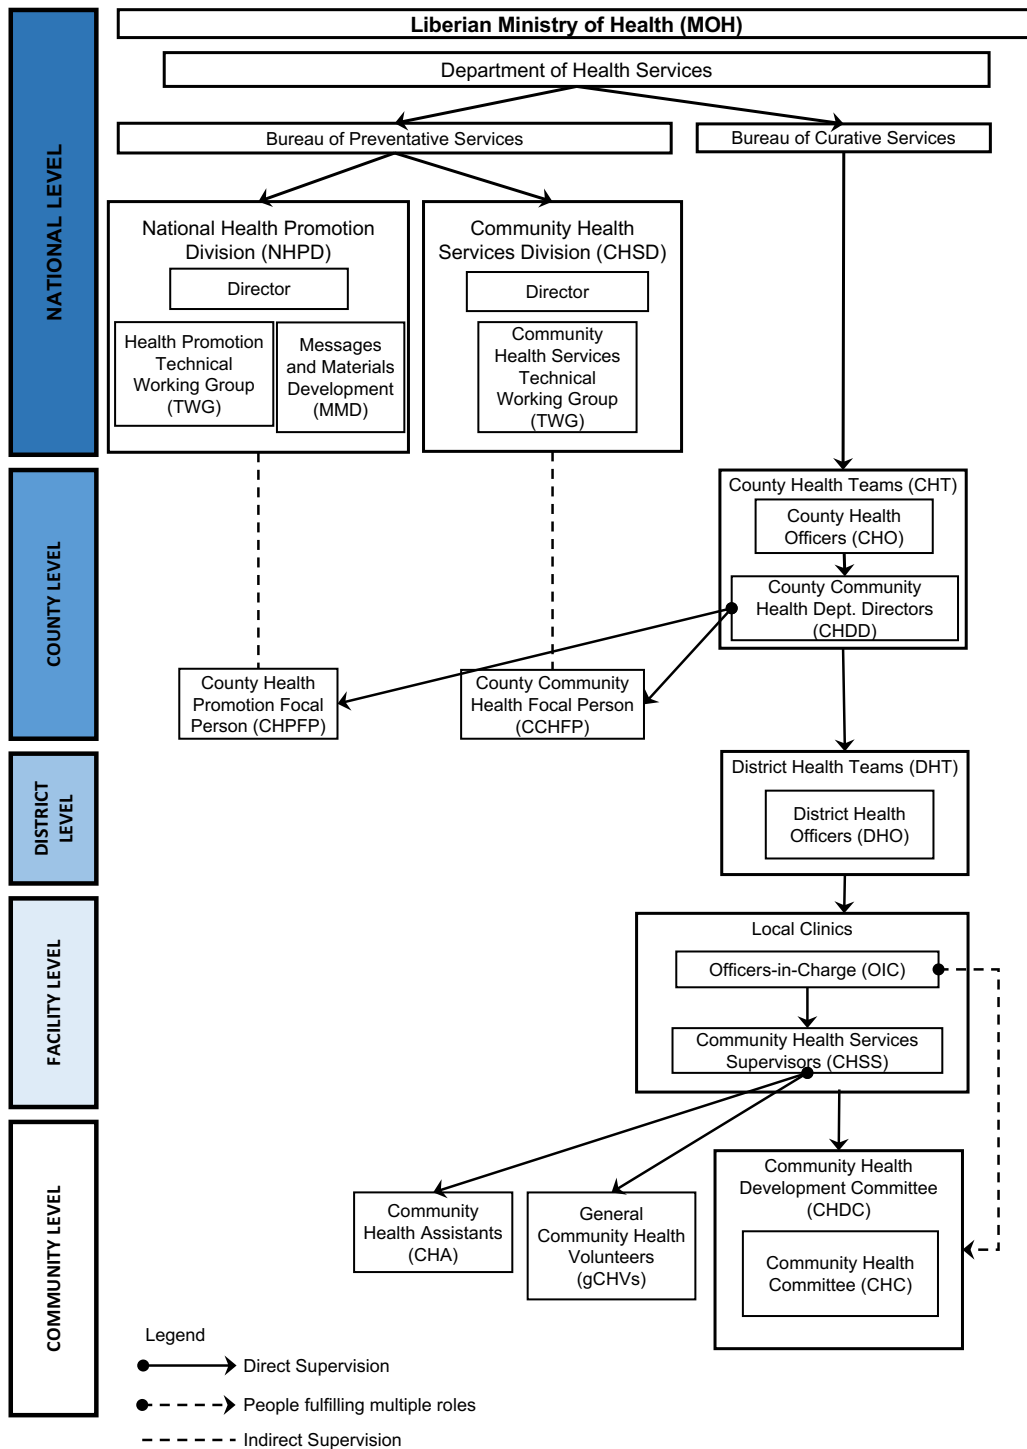 Liberian Ministry of Health (MOH)
Department of Health Services
Bureau of Preventative Services
Bureau of Curative Services
NATIONAL LEVEL
National Health Promotion
Division (NHPD)
Director
Health Promotion
Technical
Working Group
(TWG)
Messages
and Materials
Development
(MMD)
Community Health
Services Division (CHSD)
Director
Community
Health Services
Technical
Working Group
(TWG)
COUNTY LEVEL
County Health Teams (CHT)
County Health
Officers (CHO)
County Community
Health Dept. Directors
(CHDD)
County Health
Promotion Focal
Person (CHPFP)
County Community
Health Focal Person
(CCHFP)
DISTRICT
LEVEL
District Health Teams (DHT)
District Health
Officers (DHO)
FACILITY LEVEL
Local Clinics
Officers-in-Charge (OIC)
Community Health Services
Supervisors (CHSS)
COMMUNITY LEVEL
Community
Health Assistants
(CHA)
General
Community Health
Volunteers
(gCHVs)
Community Health
Development Committee
(CHDC)
Community Health
Committee (CHC)
Legend
Direct Supervision
People fulfilling multiple roles
Indirect Supervision